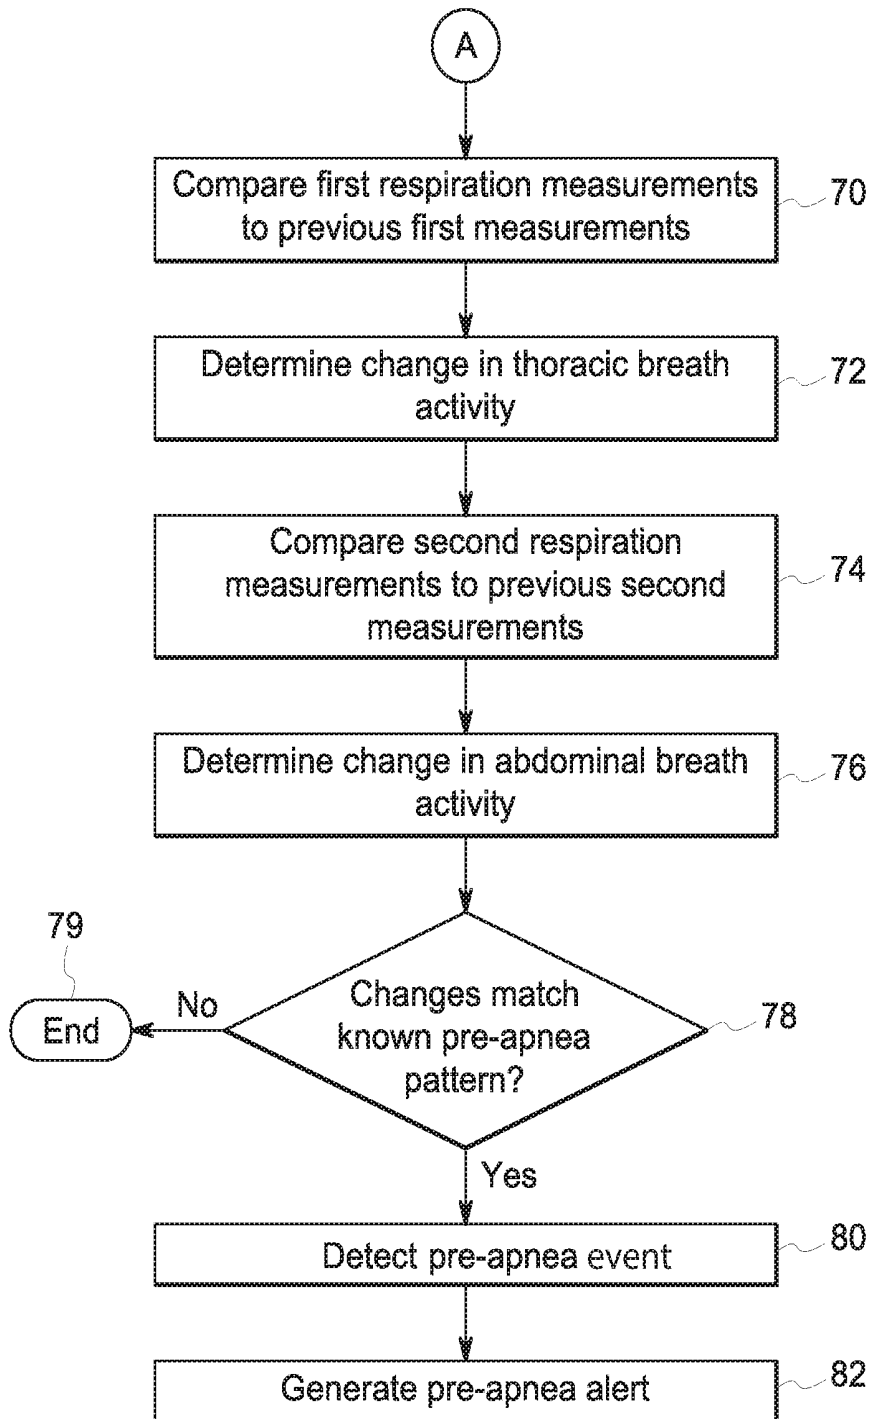 A
Compare first respiration measurements
to previous first measurements
70
Determine change in thoracic breath
activity
72
Compare second respiration
measurements to previous second
measurements
74
Determine change in abdominal breath
activity
76
79
End
No
Changes match
known pre-apnea
pattern?
78
Yes
Detect pre-apnea event
80
Generate pre-apnea alert
82